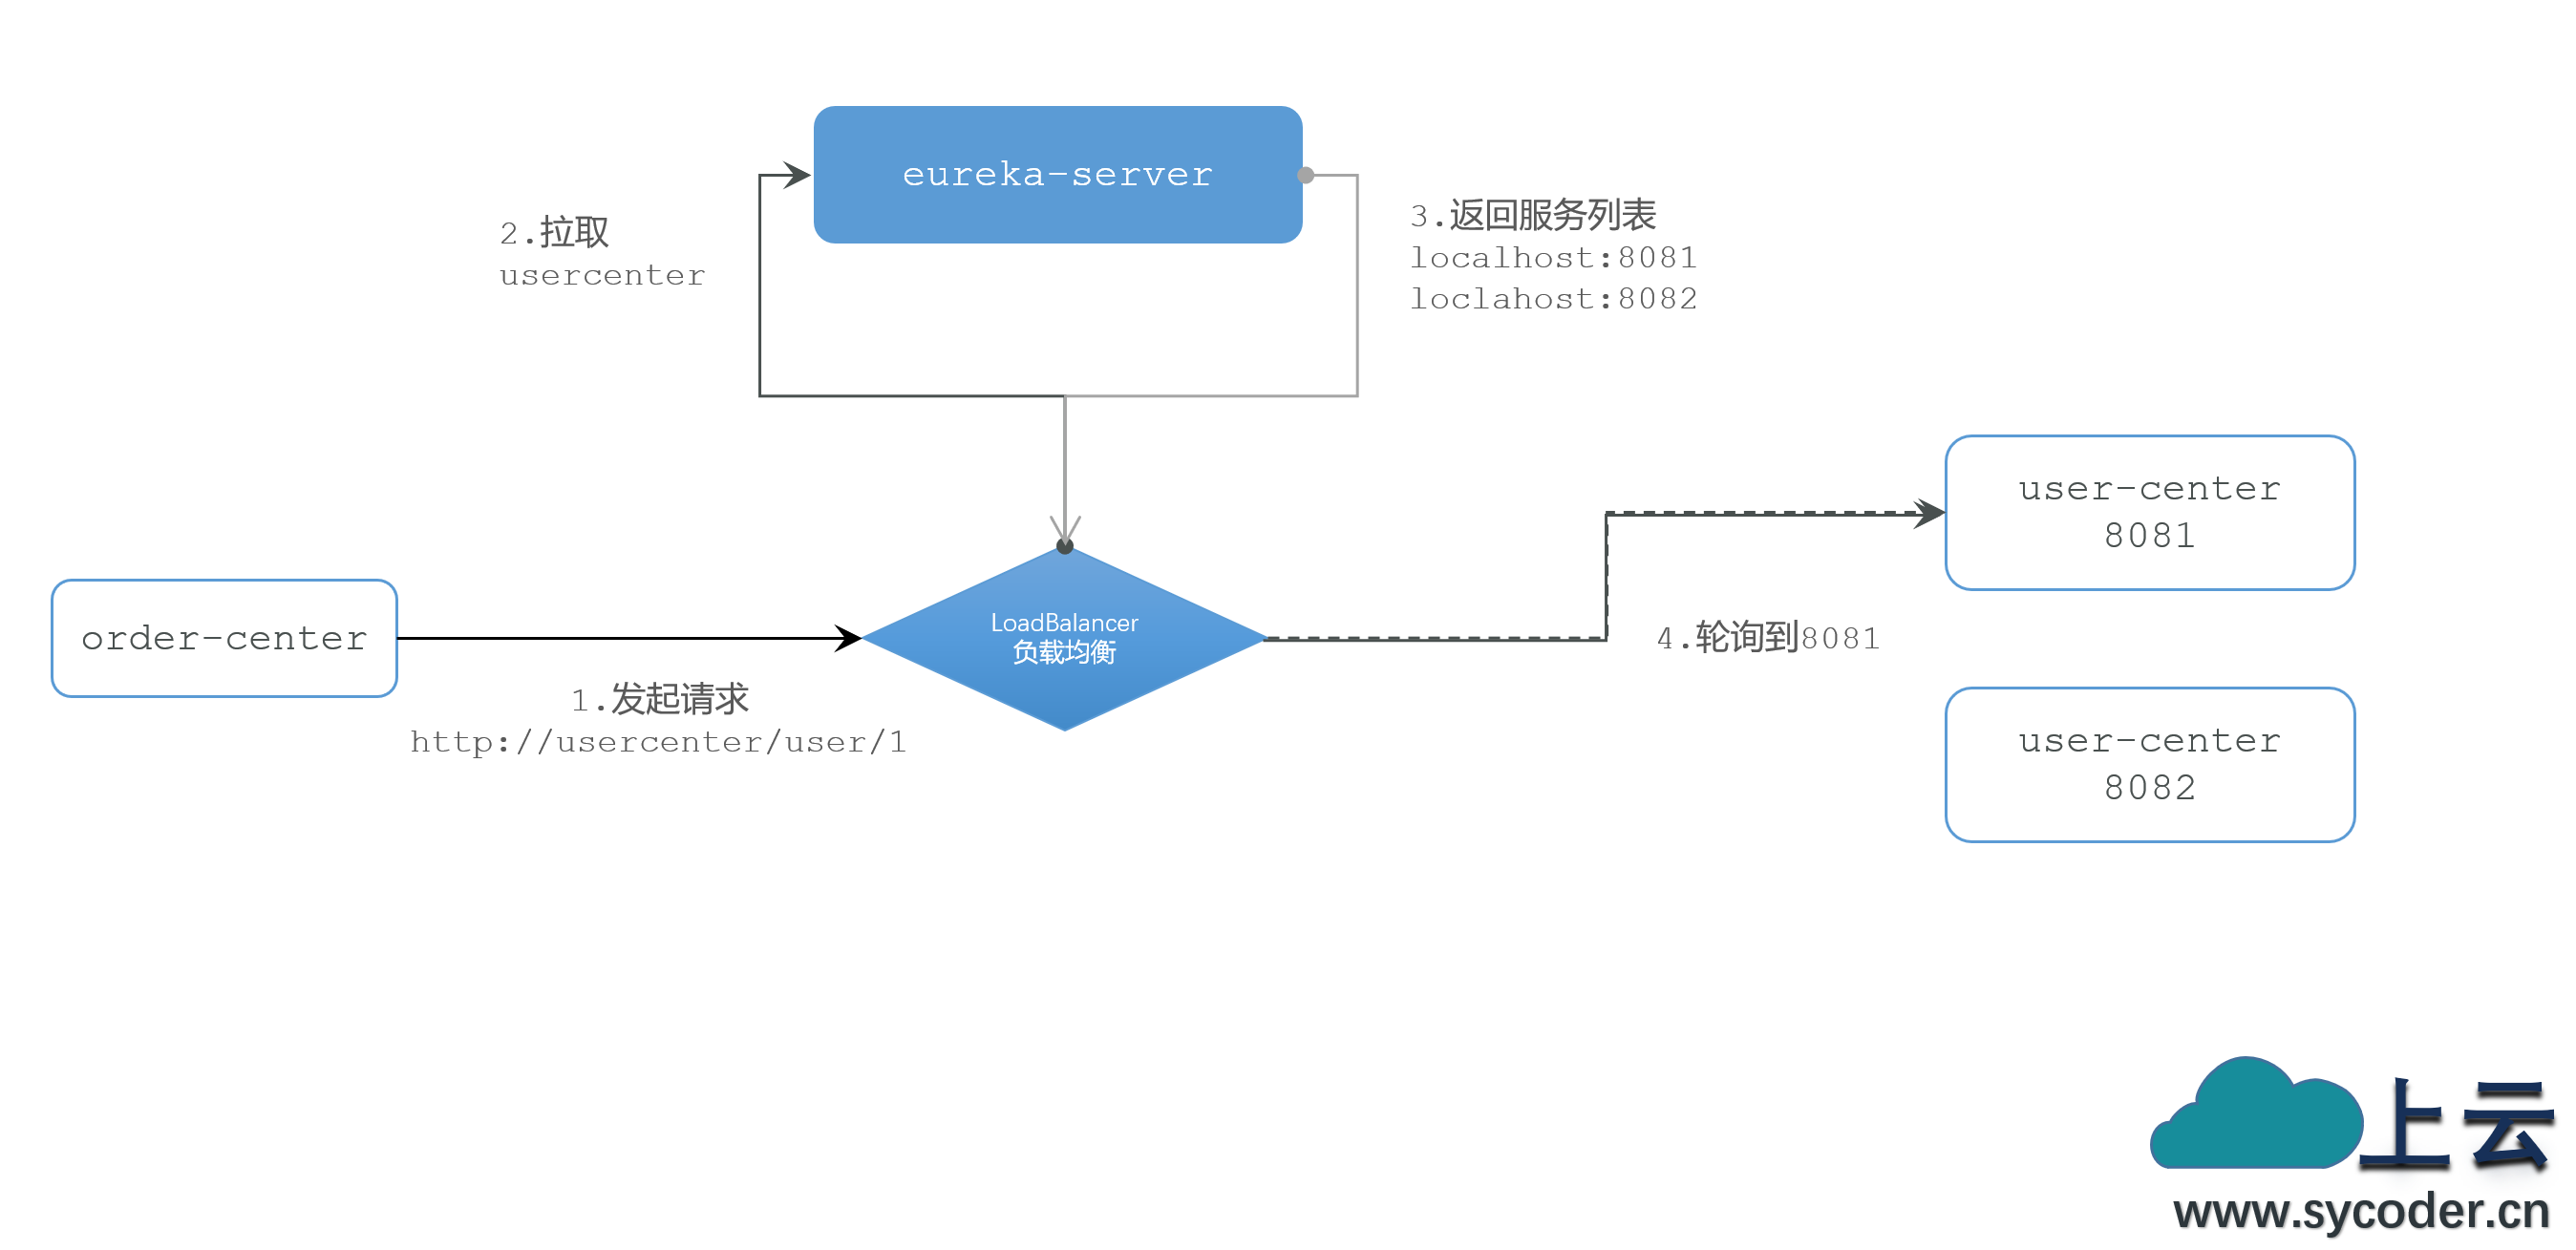 eureka-server
2.拉取
usercenter
3.返回服务列表
localhost:8081
loclahost:8082
user-center
8081
order-center
LoadBalancer
负载均衡
4.轮询到8081
1.发起请求
http://usercenter/user/1
user-center
8082
上云
www.sycoder.cn